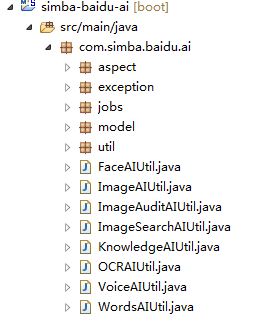 simba-baidu-ai [boot]
src/main/java
com.simba.baidu.ai
aspect
exception
jobs
model
util
FaceAIUtil.java
ImageAIUtil.java
ImageAuditAIUtil.java
ImageSearchAIUtil.java
KnowledgeAIUtil.java
OCRAIUtil.java
VoiceAIUtil.java
WordsAIUtil.java